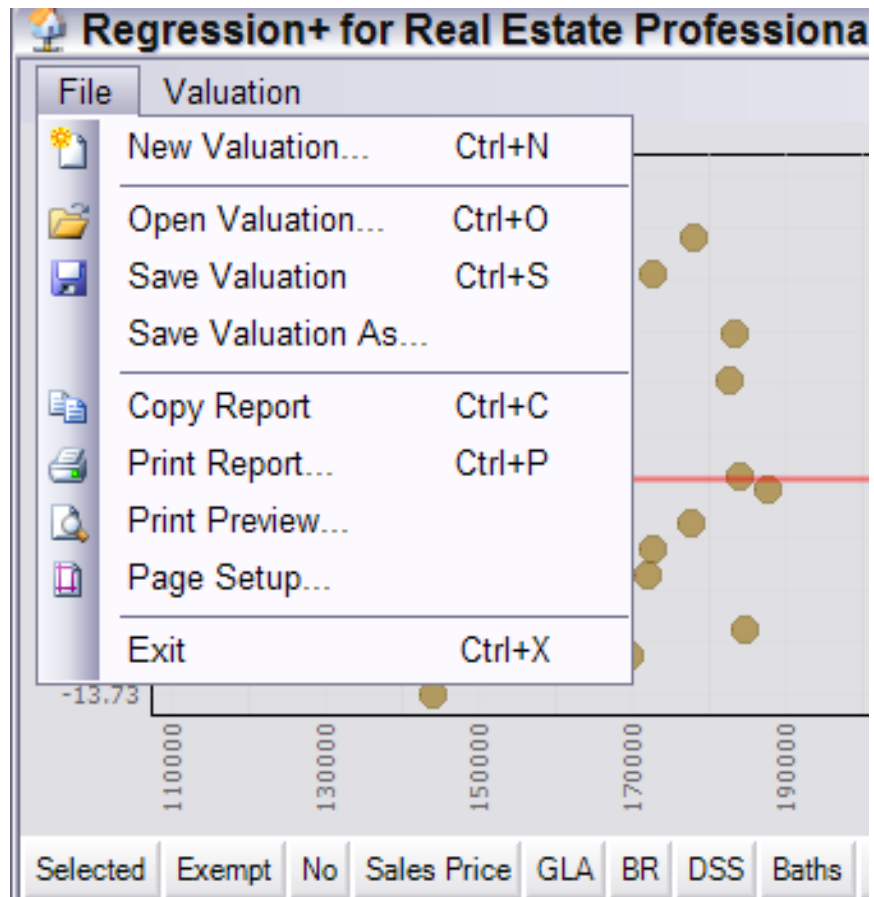 Regression+ for Real Estate Professiona
File Valuation
New Valuation... Ctrl+N
Open Valuation... Ctrl+O
Save Valuation Ctrl+S
Save Valuation As...
Copy Report Ctrl+C
Print Report... Ctrl+P
Print Preview...
Page Setup...
Exit Ctrl+X
-13.73
110000 130000 150000 170000 190000
Selected Exempt No Sales Price GLA BR DSS Baths